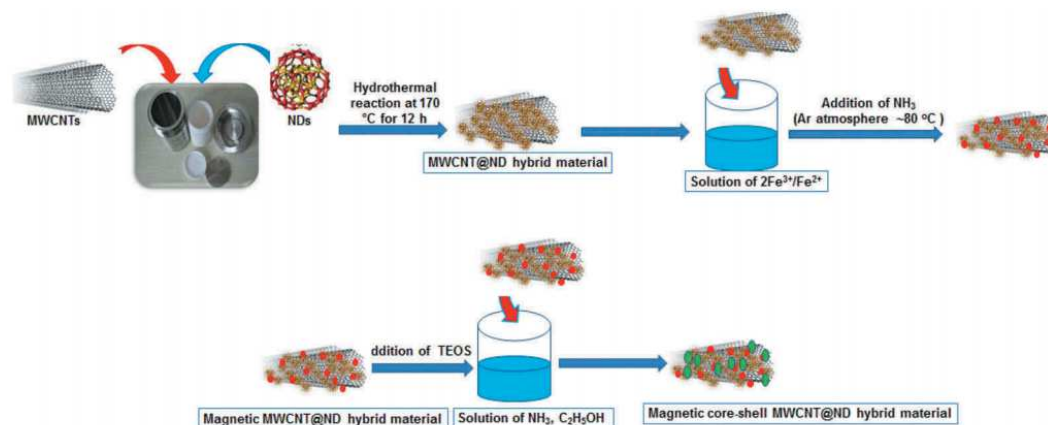 MWCNTs
NDs
Hydrothermal
reaction at 170
°C for 12 h
MWCNT@ND hybrid material
Solution of 2Fe³⁺/Fe²⁺
Addition of NH₃
(Ar atmosphere ~80 ºC )
ddition of TEOS
Magnetic MWCNT@ND hybrid material
Solution of NH₃, C₂H₅OH
Magnetic core-shell MWCNT@ND hybrid material